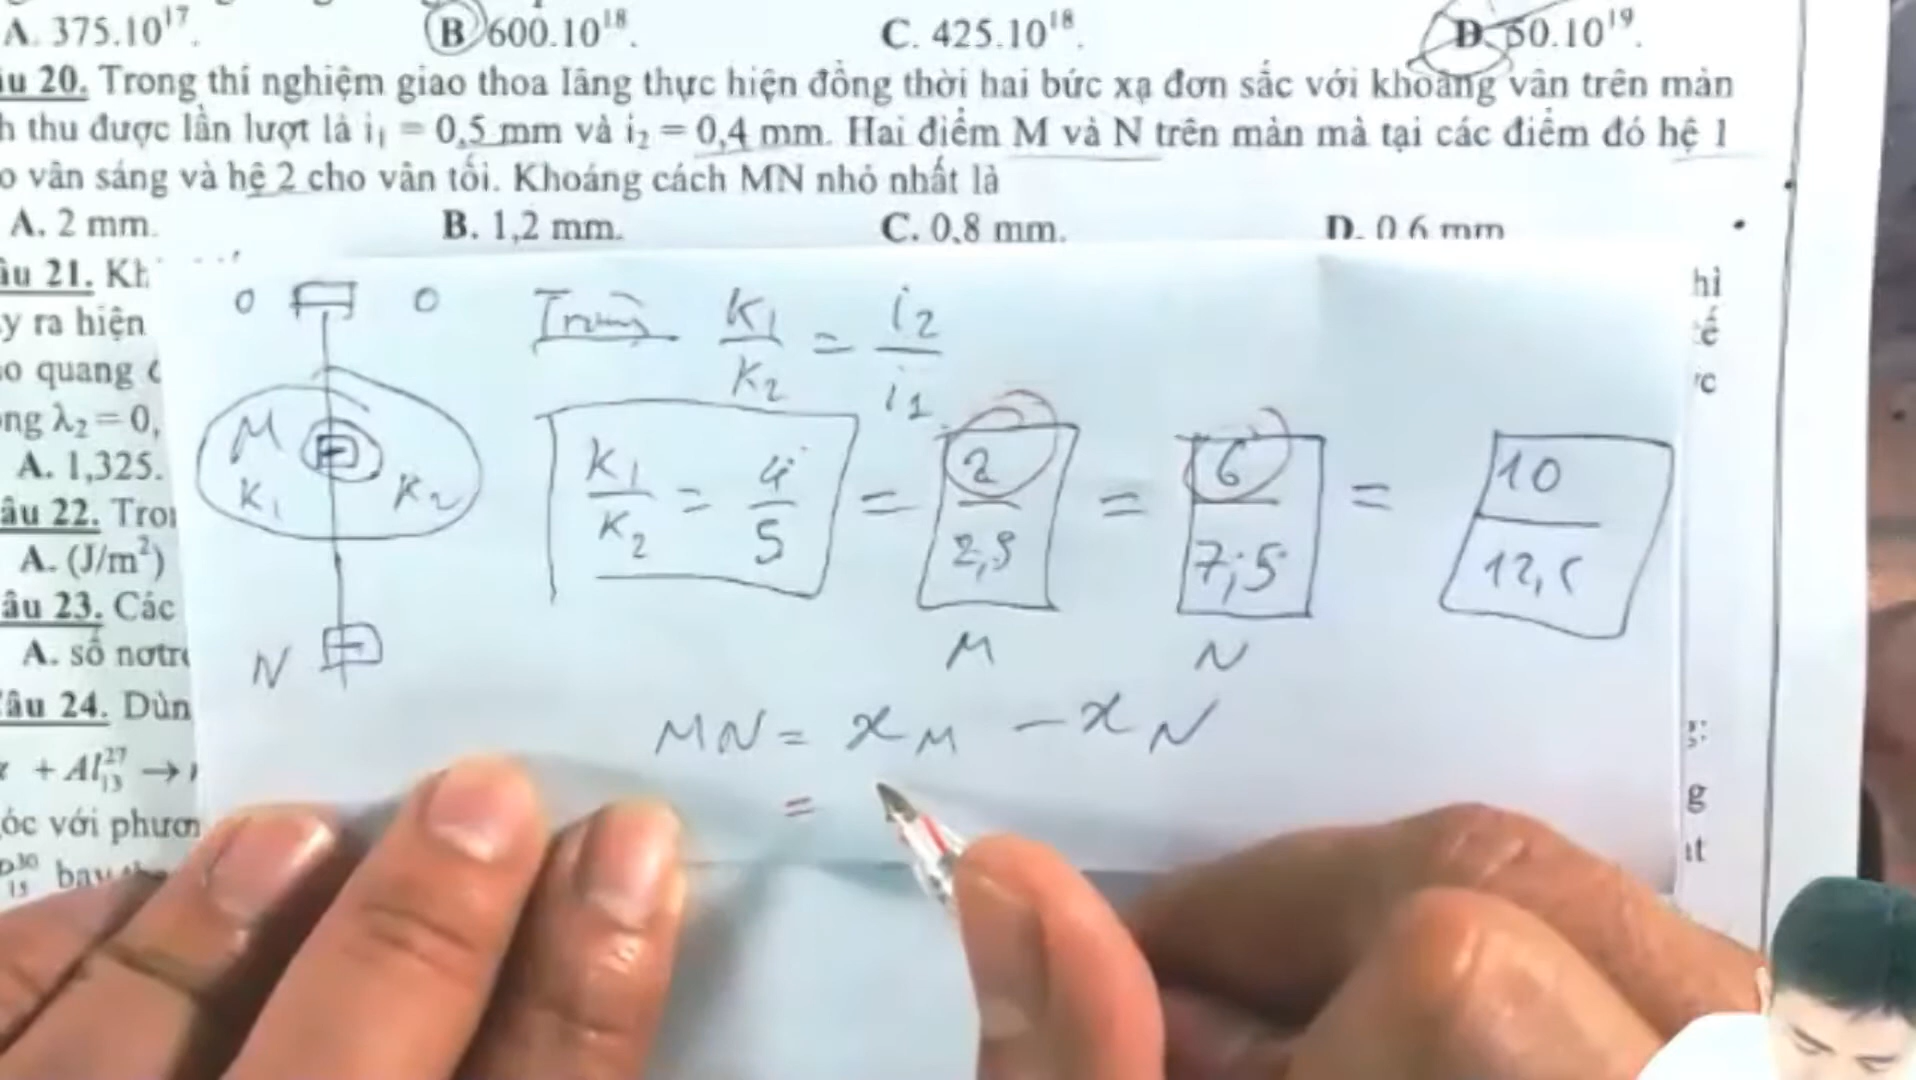 A. 375.10¹⁷. B 600.10¹⁸. C. 425.10¹⁸. D. 50.10¹⁹.
âu 20. Trong thí nghiệm giao thoa Iâng thực hiện đồng thời hai bức xạ đơn sắc với khoảng vân trên màn
h thu được lần lượt là i₁ = 0,5 mm và i₂ = 0,4 mm. Hai điểm M và N trên màn mà tại các điểm đó hệ 1
o vân sáng và hệ 2 cho vân tối. Khoảng cách MN nhỏ nhất là
A. 2 mm. B. 1,2 mm. C. 0,8 mm. D. 0,6 mm
âu 21. Kh hì
y ra hiện
o quang
ng λ₂ = 0,
A. 1,325.
âu 22. Tro
A. (J/m²)
âu 23. Các
A. số nơtr
Câu 24. Dùn
+ Al²⁷₁₃ →
óc với phươn g
O O
Trùng K₁/K₂ = i₂/i₁
M
K₁ K₂
K₁/K₂ = 4/5 = 2/2,5 = 6/7,5 = 10/12,5
M N
N
MN = x_M - x_N
=